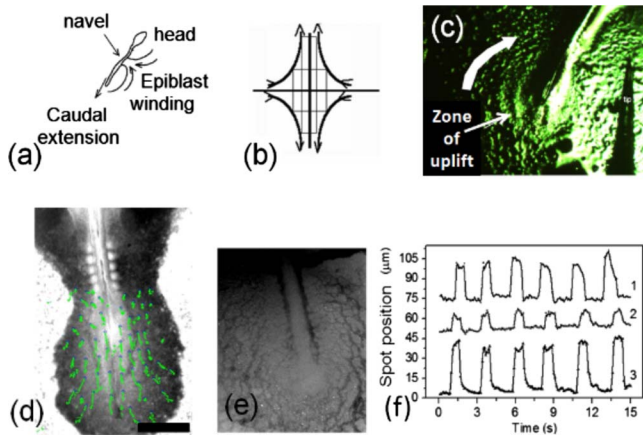 navel
head
Epiblast
winding
Caudal
extension
(a)
(b)
(c)
Zone
of
uplift
(d)
(e)
(f)
Spot position (μm)
105
90
75
60
45
30
15
0
1
2
3
0 3 6 9 12 15
Time (s)